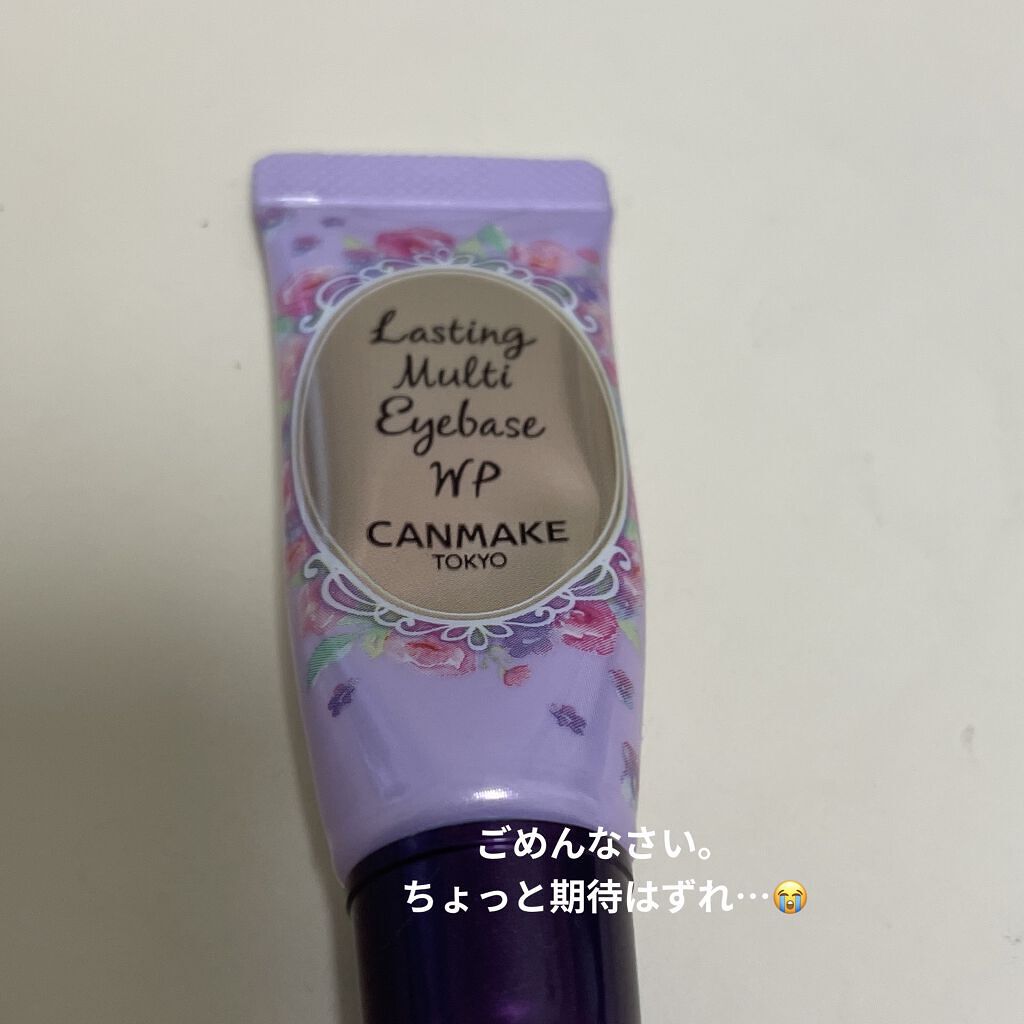 Lasting
Multi
Eyebase
WP
CANMAKE
TOKYO
ごめんなさい。
ちょっと期待はずれ…😭